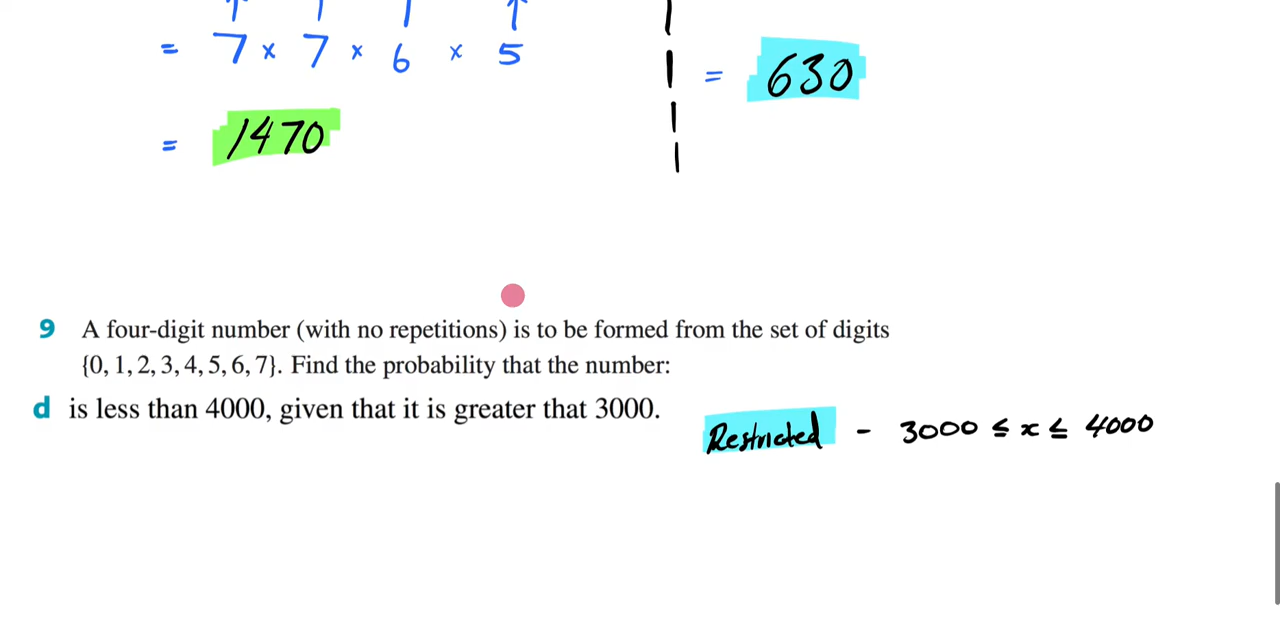 = 7 × 7 × 6 × 5
= 630
= 1470
9 A four-digit number (with no repetitions) is to be formed from the set of digits
{0, 1, 2, 3, 4, 5, 6, 7}. Find the probability that the number:
d is less than 4000, given that it is greater that 3000.
Restricted - 3000 ≤ x ≤ 4000